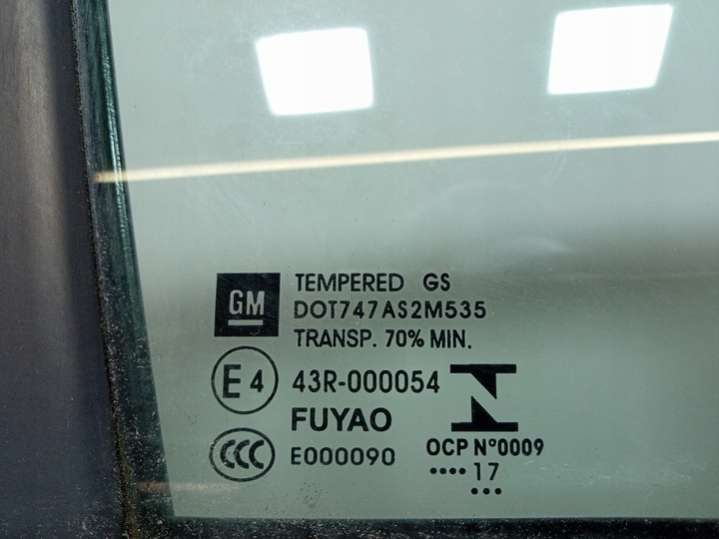 GM
TEMPERED GS
DOT747AS2M535
TRANSP. 70% MIN.
E4
43R-000054
FUYAO
CCC
E000090
OCP N°0009
•••• 17
•••